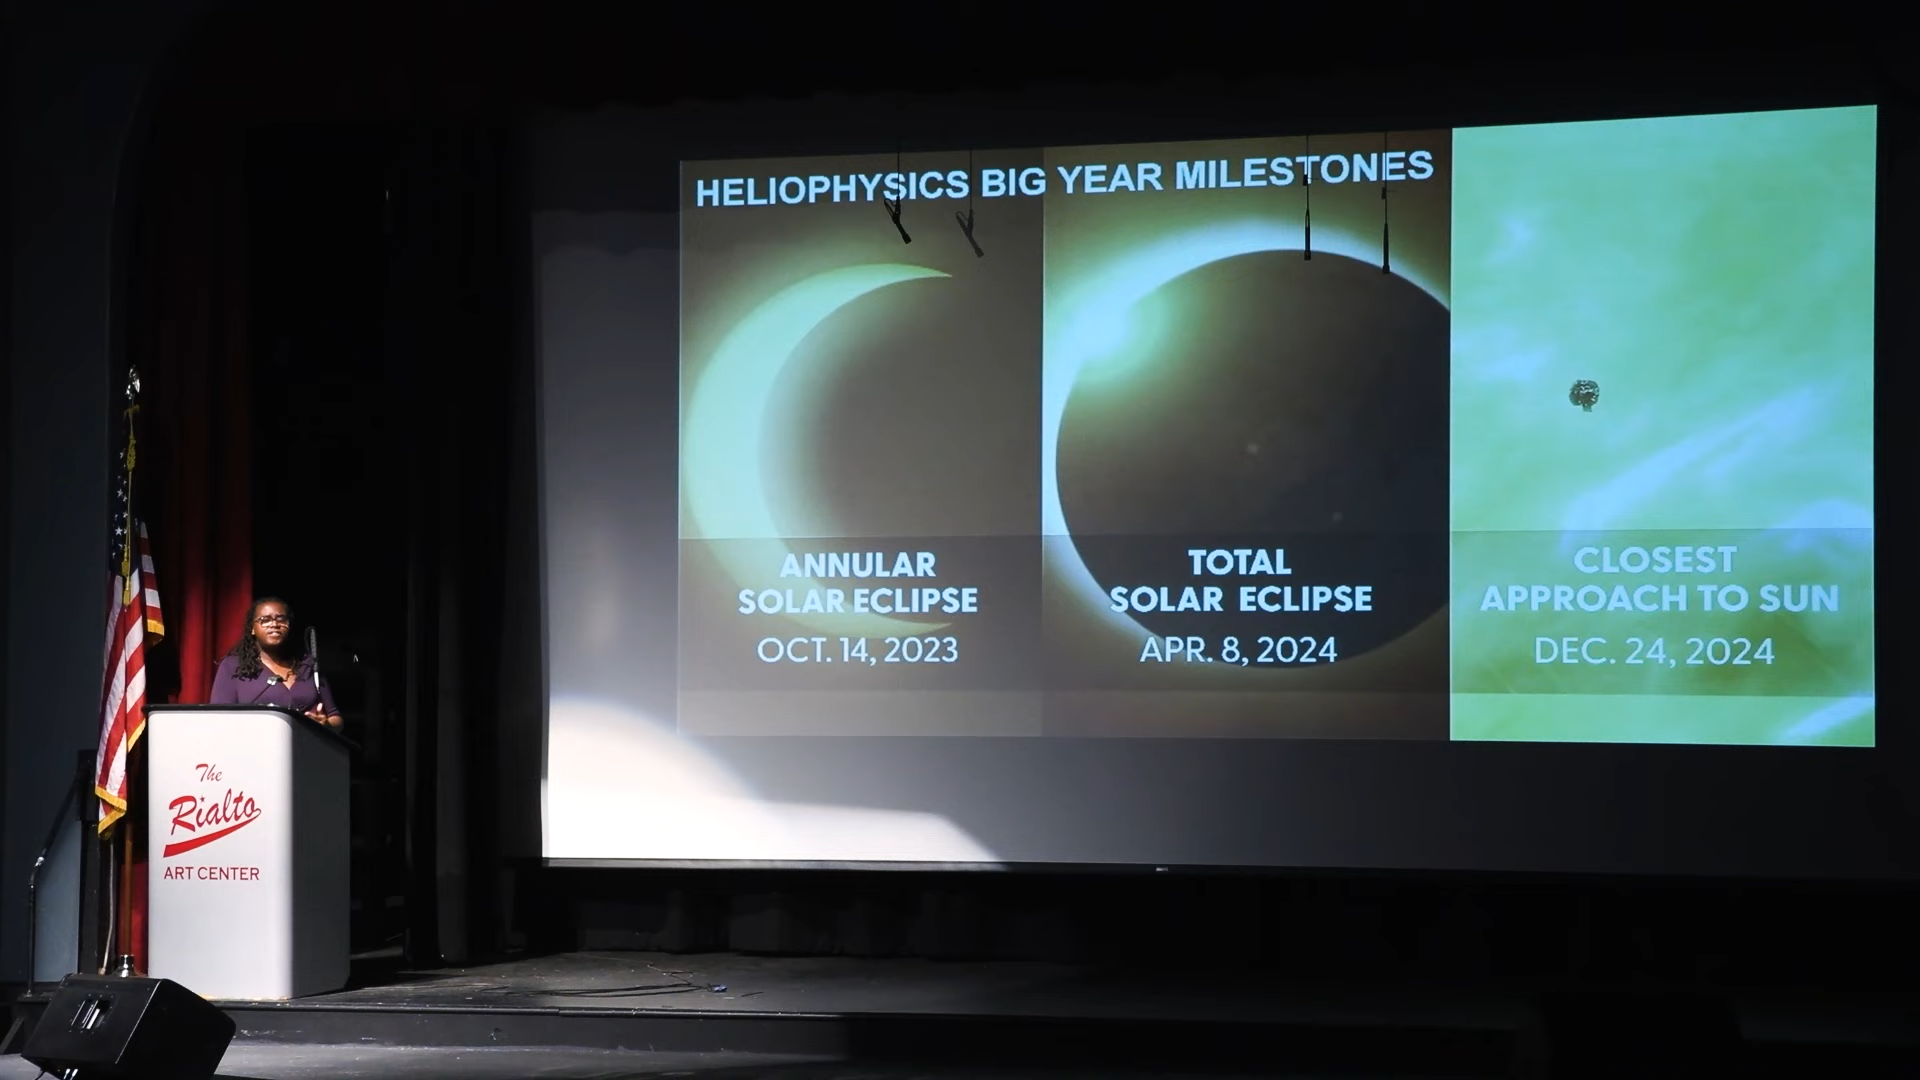 HELIOPHYSICS BIG YEAR MILESTONES
ANNULAR
SOLAR ECLIPSE
OCT. 14, 2023
TOTAL
SOLAR ECLIPSE
APR. 8, 2024
CLOSEST
APPROACH TO SUN
DEC. 24, 2024
The
Rialto
ART CENTER